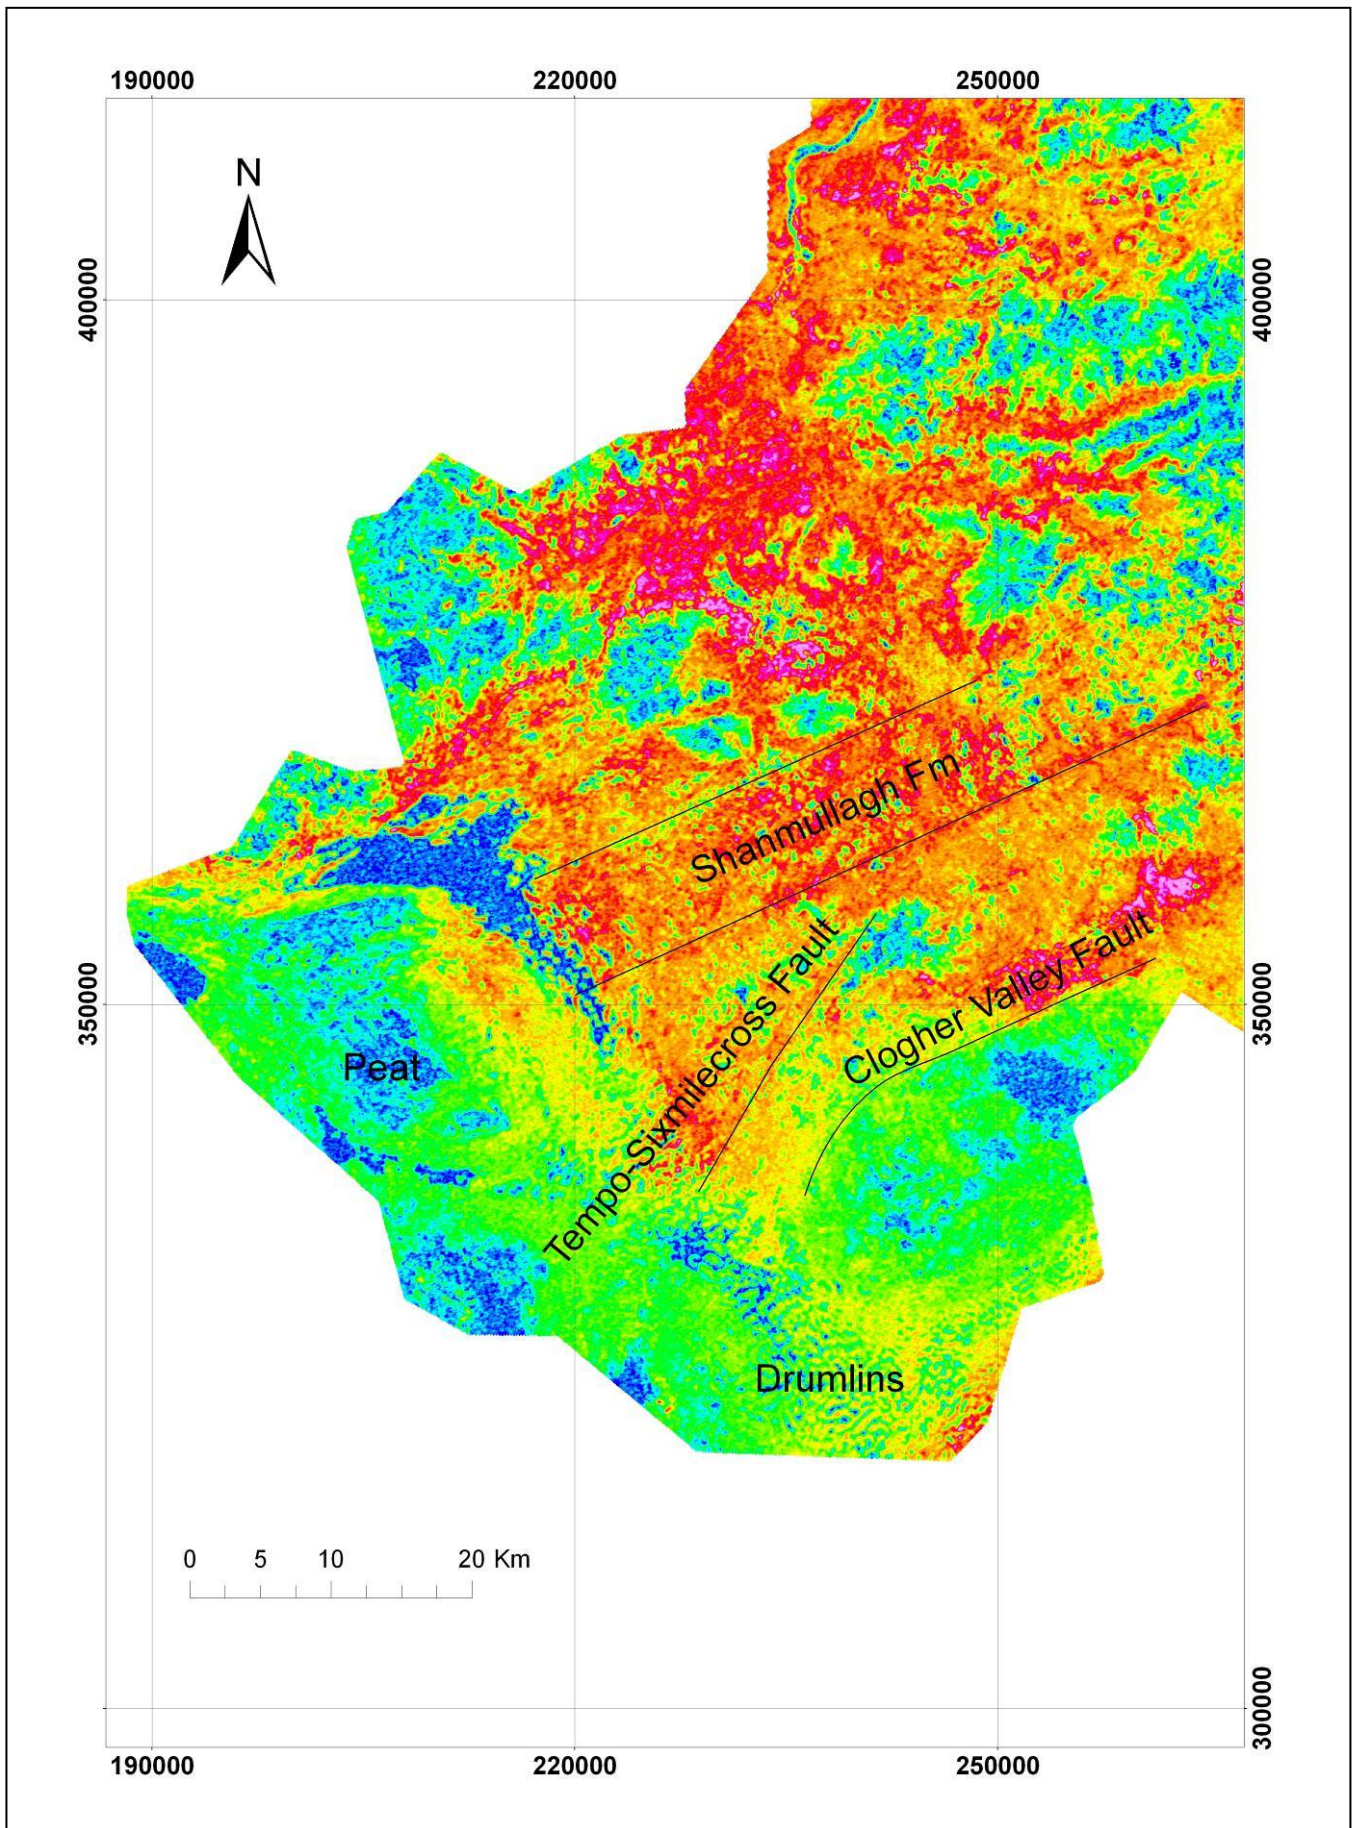 190000 220000 250000
N
400000 400000
Shanmullagh Fm
Tempo-Sixmilecross Fault
Clogher Valley Fault
350000 350000
Peat
Drumlins
0 5 10 20 Km
300000
190000 220000 250000